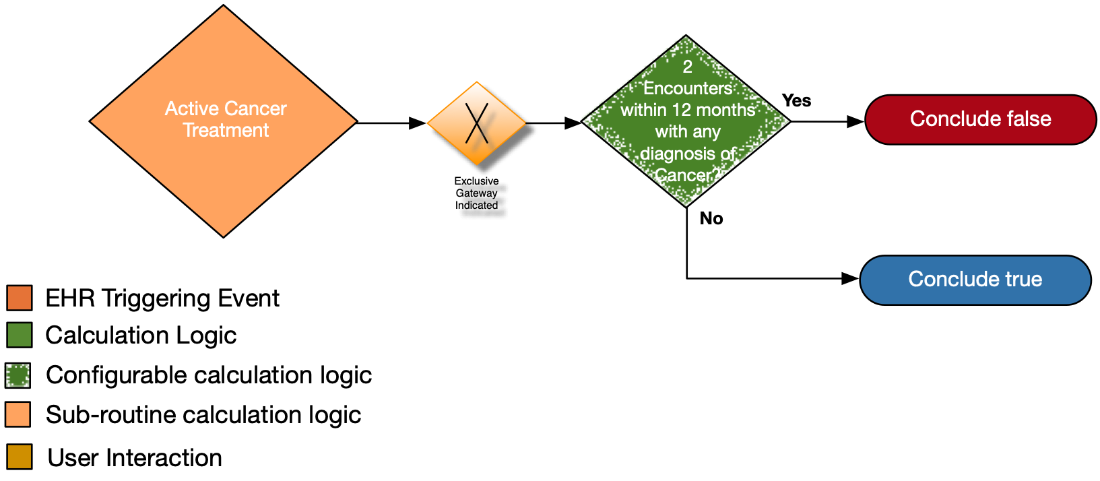 Active Cancer
Treatment
Exclusive
Gateway
Indicated
2
Encounters
within 12 months
with any
diagnosis of
Cancer?
Yes
Conclude false
No
Conclude true
EHR Triggering Event
Calculation Logic
Configurable calculation logic
Sub-routine calculation logic
User Interaction